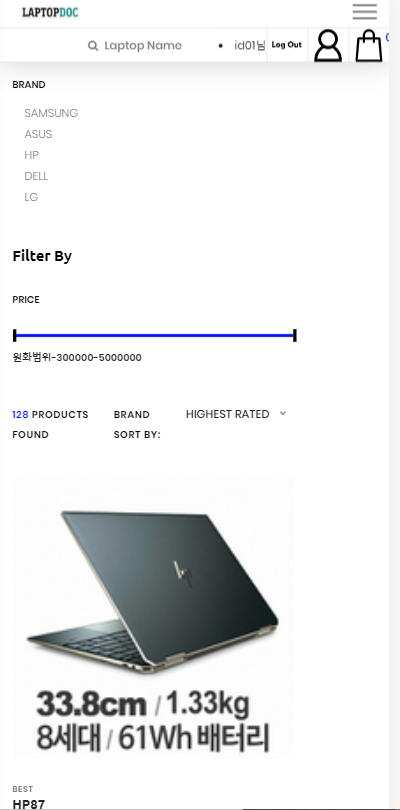 LAPTOPDOC
Laptop Name
• id01님
Log Out
BRAND
SAMSUNG
ASUS
HP
DELL
LG
Filter By
PRICE
원화범위-300000-5000000
128 PRODUCTS FOUND
BRAND SORT BY:
HIGHEST RATED
hp
33.8cm / 1.33kg
8세대 / 61Wh 배터리
BEST
HP87